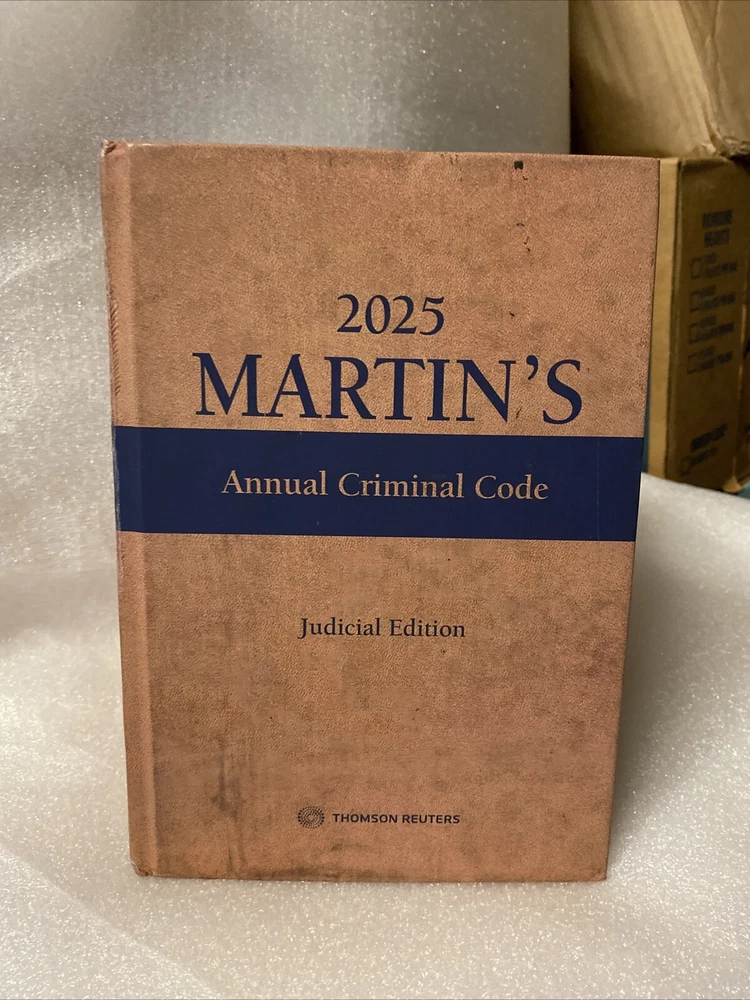 2025
MARTIN'S
Annual Criminal Code
Judicial Edition
THOMSON REUTERS